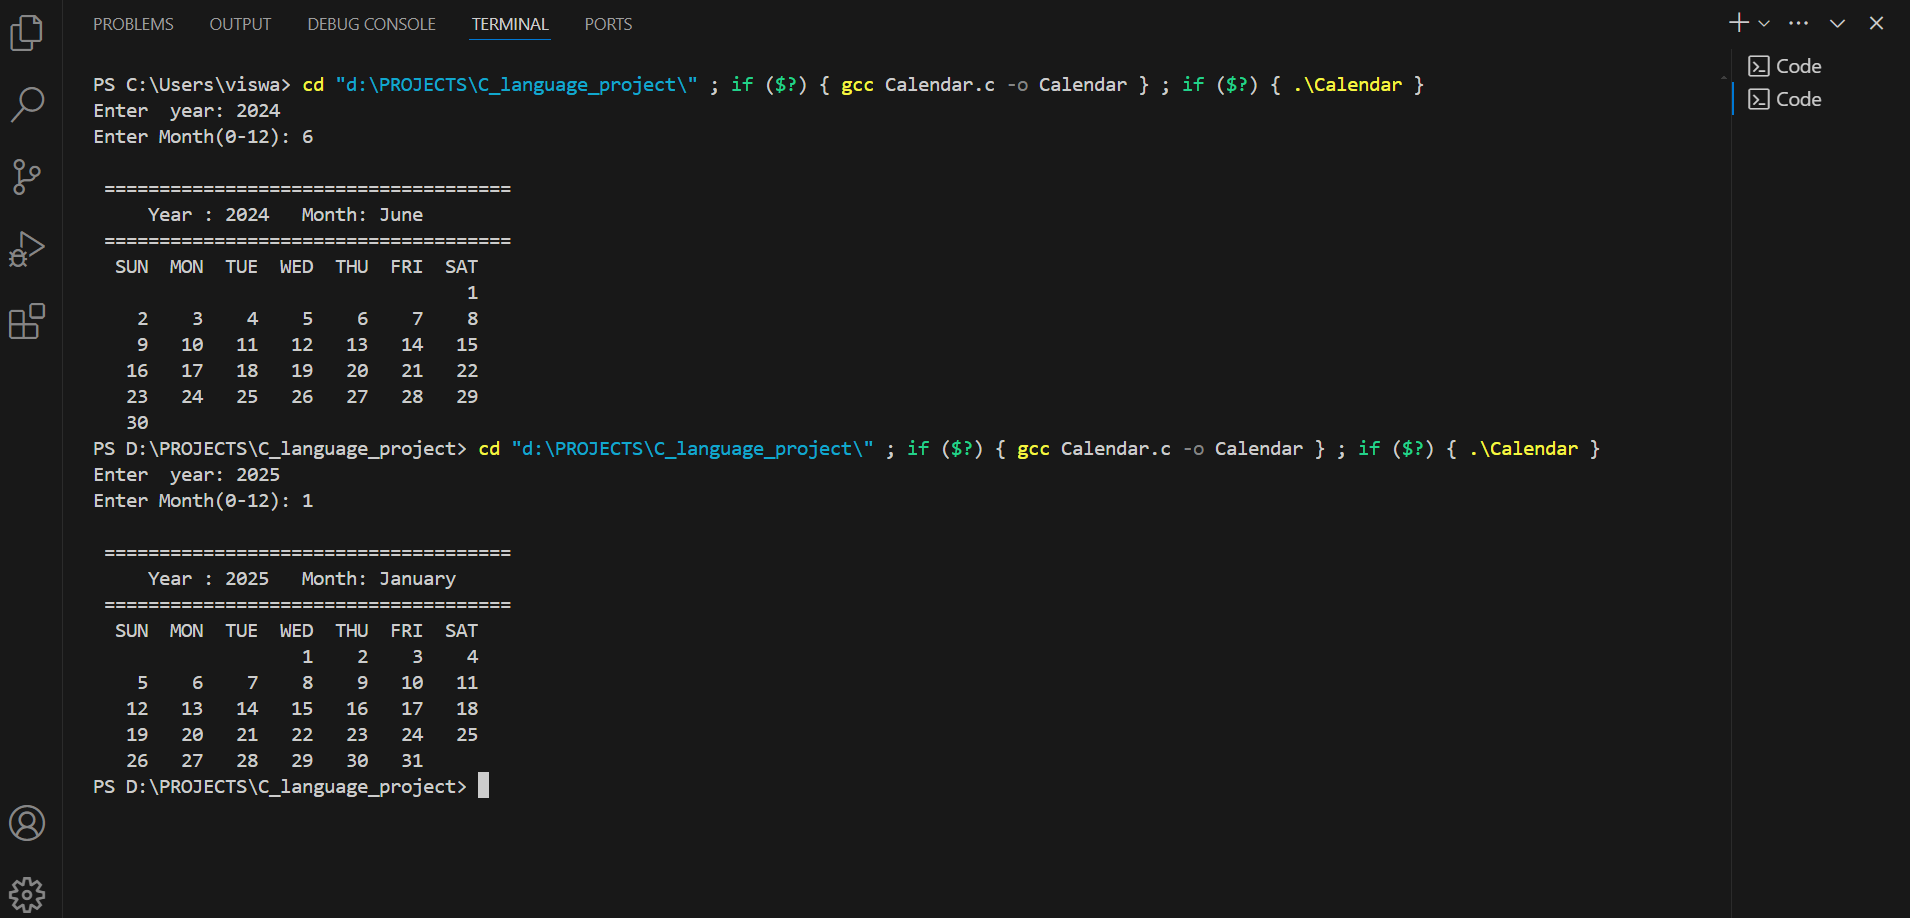 PROBLEMS OUTPUT DEBUG CONSOLE TERMINAL PORTS
Code
Code
PS C:\Users\viswa> cd "d:\PROJECTS\C_language_project\" ; if ($?) { gcc Calendar.c -o Calendar } ; if ($?) { .\Calendar }
Enter  year: 2024
Enter Month(0-12): 6
=====================================
Year : 2024   Month: June
=====================================
SUN  MON  TUE  WED  THU  FRI  SAT
1
2    3    4    5    6    7    8
9   10   11   12   13   14   15
16   17   18   19   20   21   22
23   24   25   26   27   28   29
30
PS D:\PROJECTS\C_language_project> cd "d:\PROJECTS\C_language_project\" ; if ($?) { gcc Calendar.c -o Calendar } ; if ($?) { .\Calendar }
Enter  year: 2025
Enter Month(0-12): 1
=====================================
Year : 2025   Month: January
=====================================
SUN  MON  TUE  WED  THU  FRI  SAT
1    2    3    4
5    6    7    8    9   10   11
12   13   14   15   16   17   18
19   20   21   22   23   24   25
26   27   28   29   30   31
PS D:\PROJECTS\C_language_project>